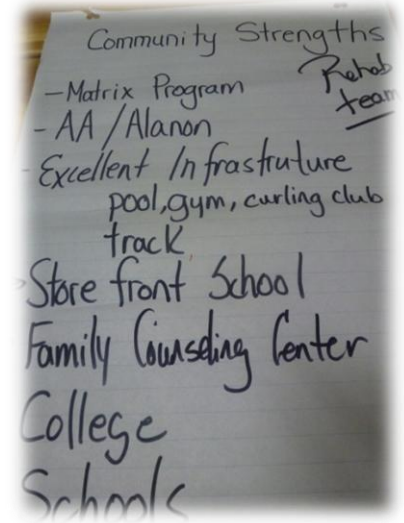 Community Strengths
Rehab
team
- Matrix Program
- AA / Alanon
- Excellent Infrastruture
pool, gym, curling club
track
Store front School
Family Counseling Center
College
Schools